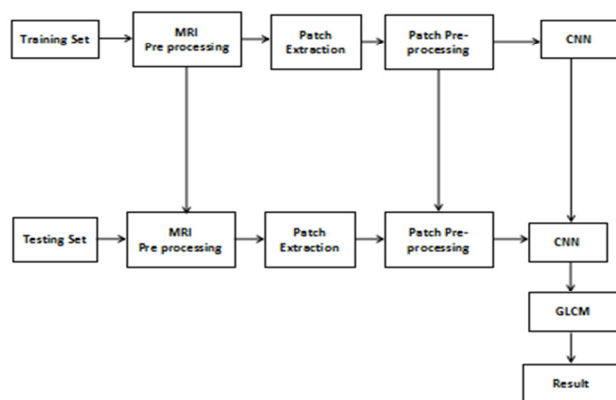 Training Set
MRI
Pre processing
Patch
Extraction
Patch Pre-
processing
CNN
Testing Set
MRI
Pre processing
Patch
Extraction
Patch Pre-
processing
CNN
GLCM
Result